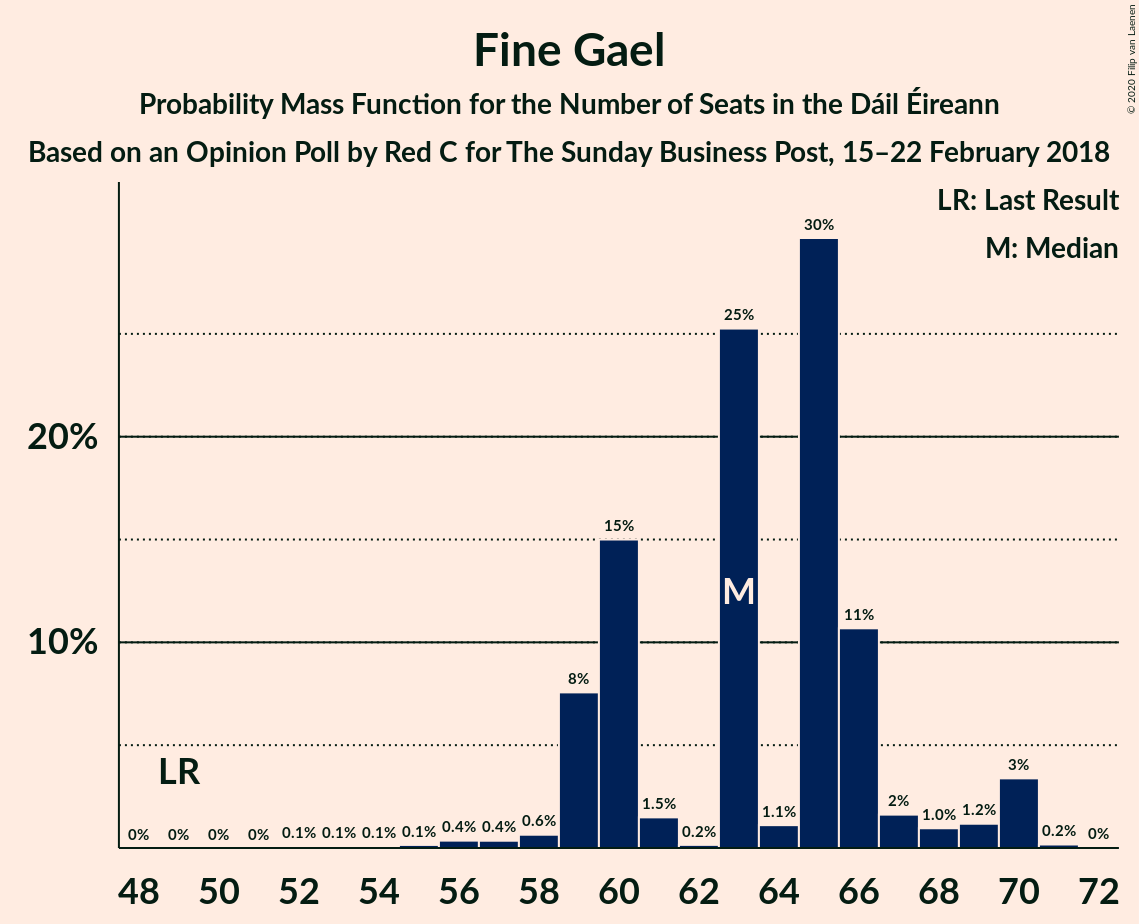 Fine Gael
Probability Mass Function for the Number of Seats in the Dáil Éireann
Based on an Opinion Poll by Red C for The Sunday Business Post, 15–22 February 2018
© 2020 Filip van Laenen
LR: Last Result
M: Median
20%
10%
LR
M
0% 0% 0% 0% 0.1% 0.1% 0.1% 0.1% 0.4% 0.4% 0.6% 8% 15% 1.5% 0.2% 25% 1.1% 30% 11% 2% 1.0% 1.2% 3% 0.2% 0%
48 50 52 54 56 58 60 62 64 66 68 70 72